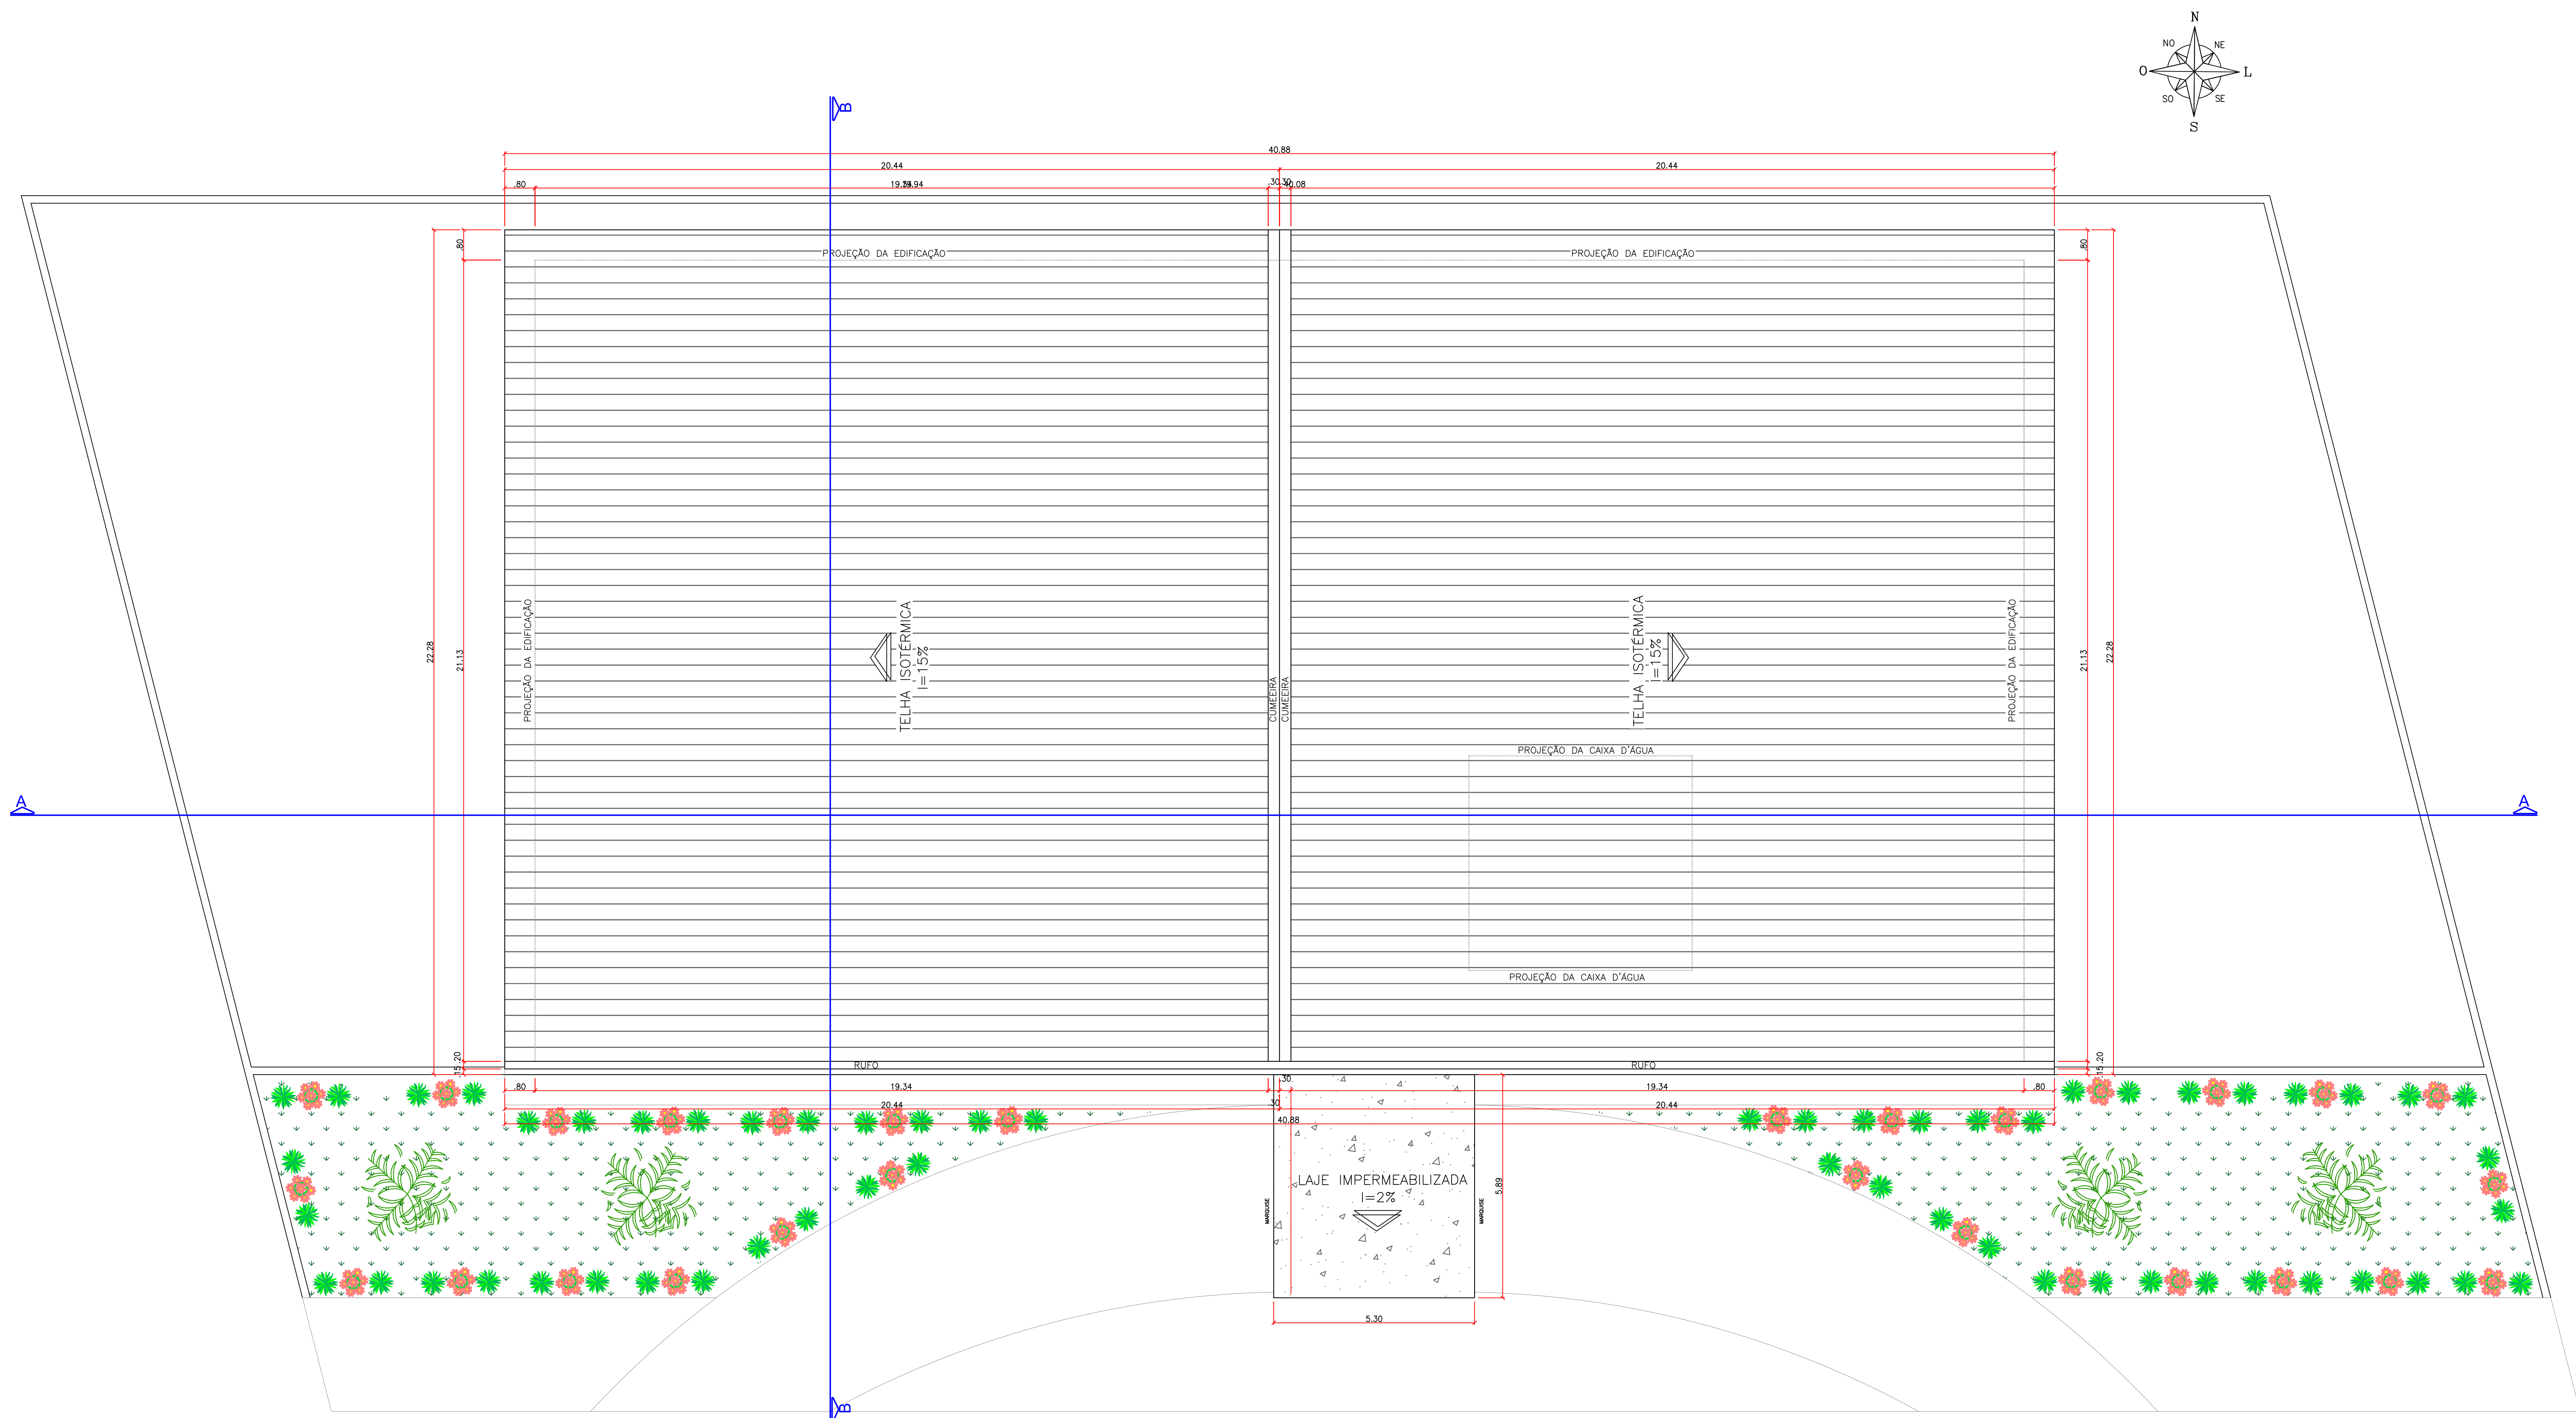 N
NO
NE
O
L
SO
SE
S
B
40.88
20.44
20.44
.80
.30
.30
40.08
.80
.80
PROJEÇÃO DA EDIFICAÇÃO
PROJEÇÃO DA EDIFICAÇÃO
22.28
21.13
PROJEÇÃO DA EDIFICAÇÃO
TELHA ISOTÉRMICA
I=15%
CUMEEIRA
CUMEEIRA
TELHA ISOTÉRMICA
I=15%
PROJEÇÃO DA EDIFICAÇÃO
21.13
22.28
PROJEÇÃO DA CAIXA D'ÁGUA
A
A
PROJEÇÃO DA CAIXA D'ÁGUA
.15
.20
RUFO
RUFO
.15
.20
.80
19.34
.30
19.34
.80
20.44
.30
20.44
40.88
LAJE IMPERMEABILIZADA
I=2%
MARQUISE
MARQUISE
5.89
5.30
B